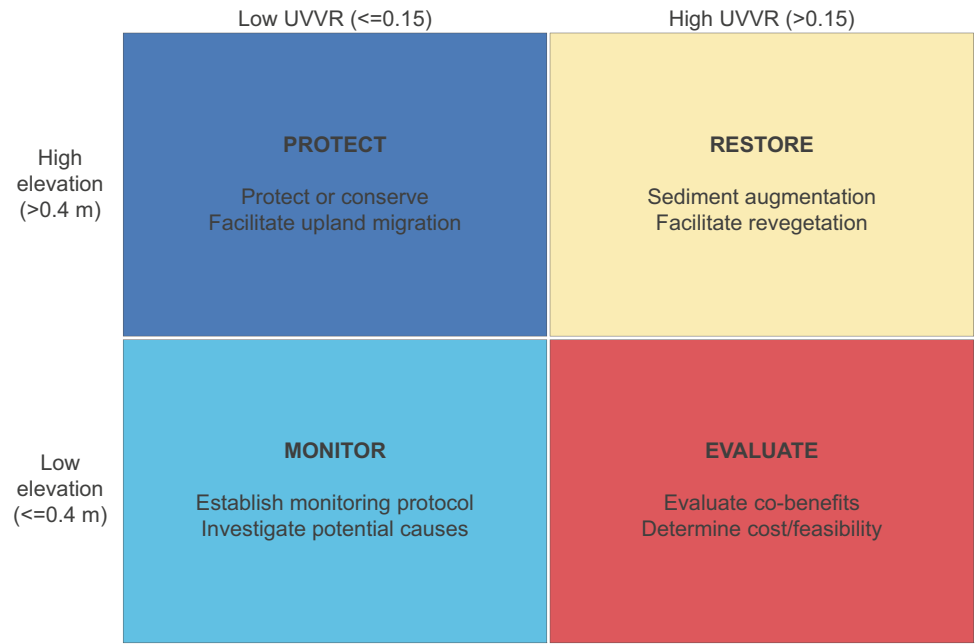 Low UVVR (<=0.15)
High UVVR (>0.15)
High
elevation
(>0.4 m)
PROTECT
Protect or conserve
Facilitate upland migration
RESTORE
Sediment augmentation
Facilitate revegetation
Low
elevation
(<=0.4 m)
MONITOR
Establish monitoring protocol
Investigate potential causes
EVALUATE
Evaluate co-benefits
Determine cost/feasibility